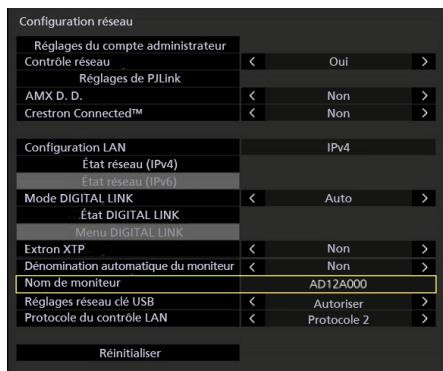 Configuration réseau
Réglages du compte administrateur
Contrôle réseau < Oui >
Réglages de PJLink
AMX D. D. < Non >
Crestron Connected™ < Non >
Configuration LAN IPv4
État réseau (IPv4)
État réseau (IPv6)
Mode DIGITAL LINK < Auto >
État DIGITAL LINK
Menu DIGITAL LINK
Extron XTP < Non >
Dénomination automatique du moniteur < Non >
Nom de moniteur AD12A000
Réglages réseau clé USB < Autoriser >
Protocole du contrôle LAN < Protocole 2 >
Réinitialiser